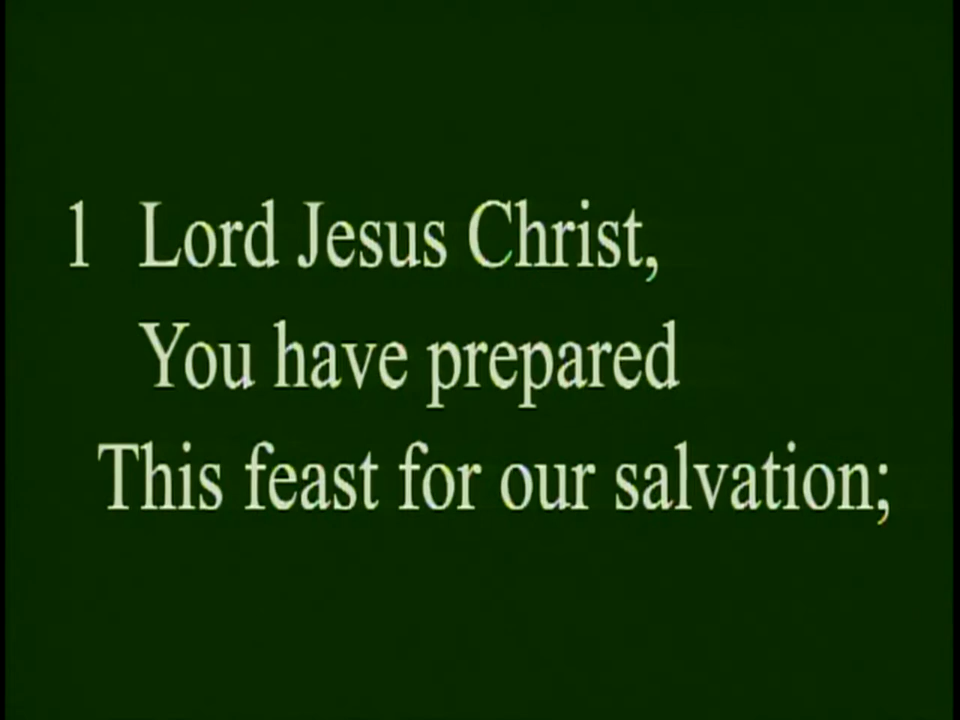 1 Lord Jesus Christ,
You have prepared
This feast for our salvation;